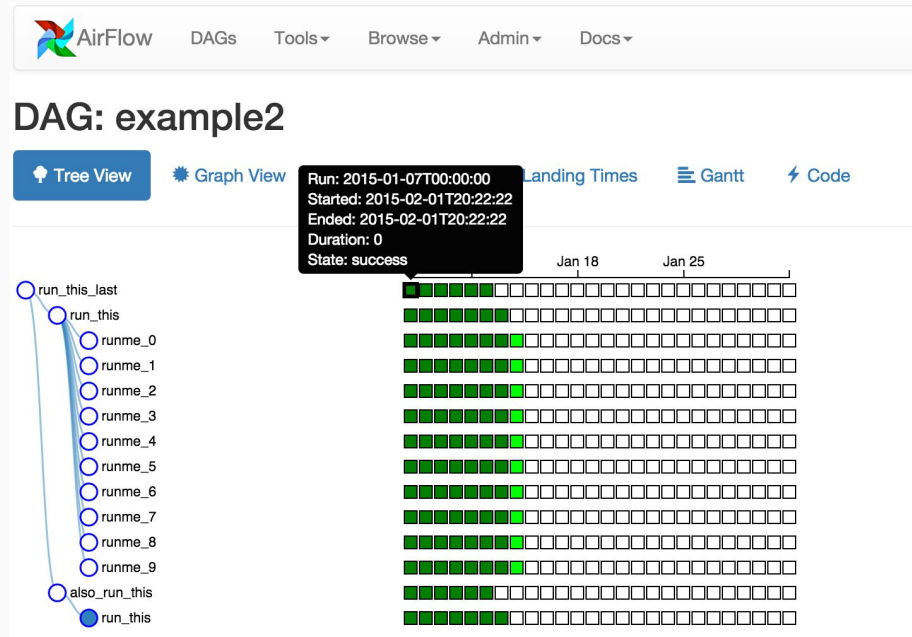 AirFlow DAGs Tools Browse Admin Docs
DAG: example2
Tree View Graph View Landing Times Gantt Code
Run: 2015-01-07T00:00:00
Started: 2015-02-01T20:22:22
Ended: 2015-02-01T20:22:22
Duration: 0
State: success
Jan 18 Jan 25
run_this_last
run_this
runme_0
runme_1
runme_2
runme_3
runme_4
runme_5
runme_6
runme_7
runme_8
runme_9
also_run_this
run_this